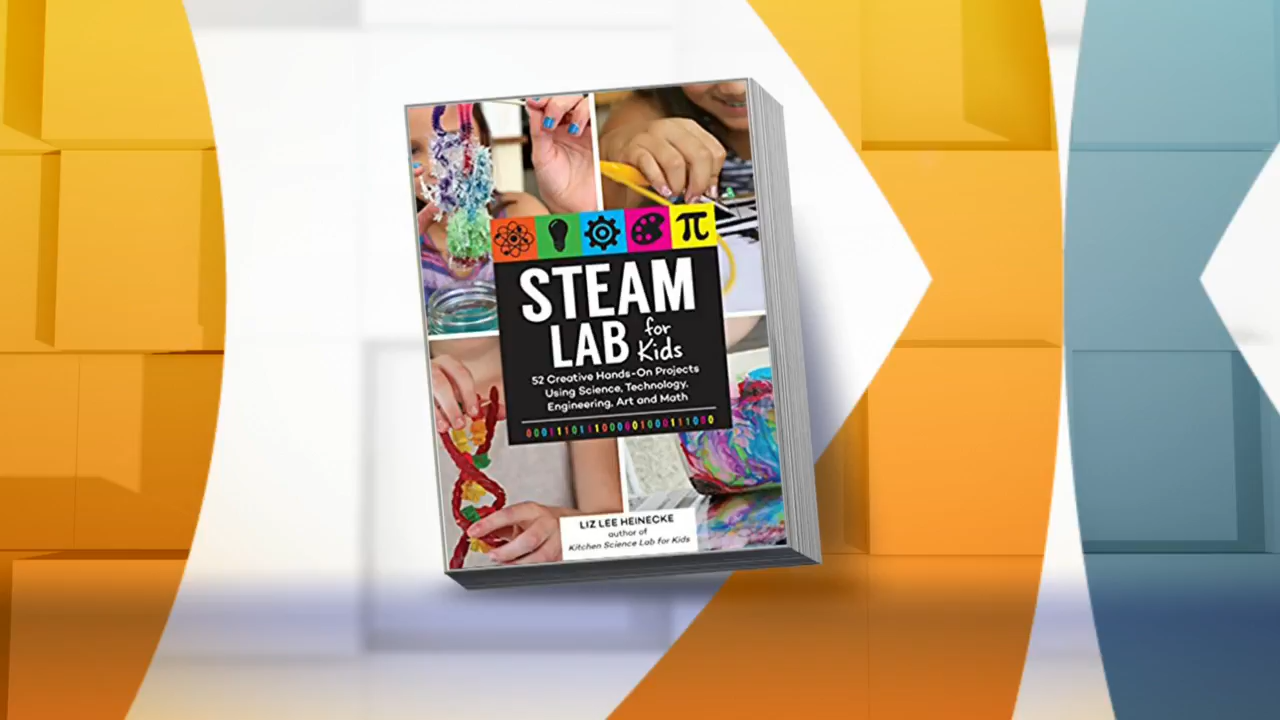 π
STEAM
LAB for
Kids
52 Creative Hands-On Projects
Using Science, Technology,
Engineering, Art and Math
LIZ LEE HEINECKE
author of
Kitchen Science Lab for Kids